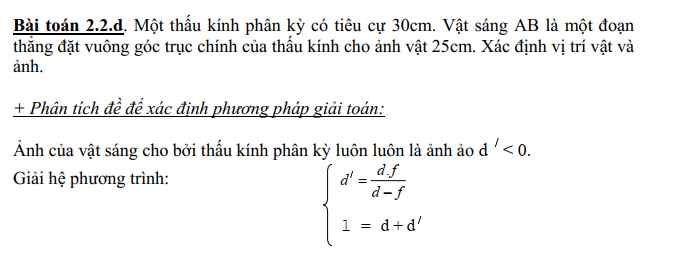 Bài toán 2.2.d. Một thấu kính phân kỳ có tiêu cự 30cm. Vật sáng AB là một đoạn
thẳng đặt vuông góc trục chính của thấu kính cho ảnh vật 25cm. Xác định vị trí vật và
ảnh.
+ Phân tích đề để xác định phương pháp giải toán:
Ảnh của vật sáng cho bởi thấu kính phân kỳ luôn luôn là ảnh ảo d ′ < 0.
Giải hệ phương trình:
{ d′ = d.f / d − f
l = d + d′